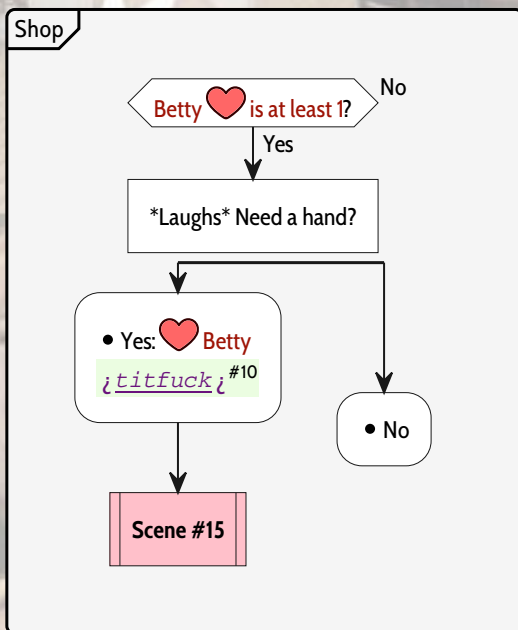 Shop
Betty is at least 1?
No
Yes
*Laughs* Need a hand?
• Yes: Betty
¿titfuck¿ #10
• No
Scene #15